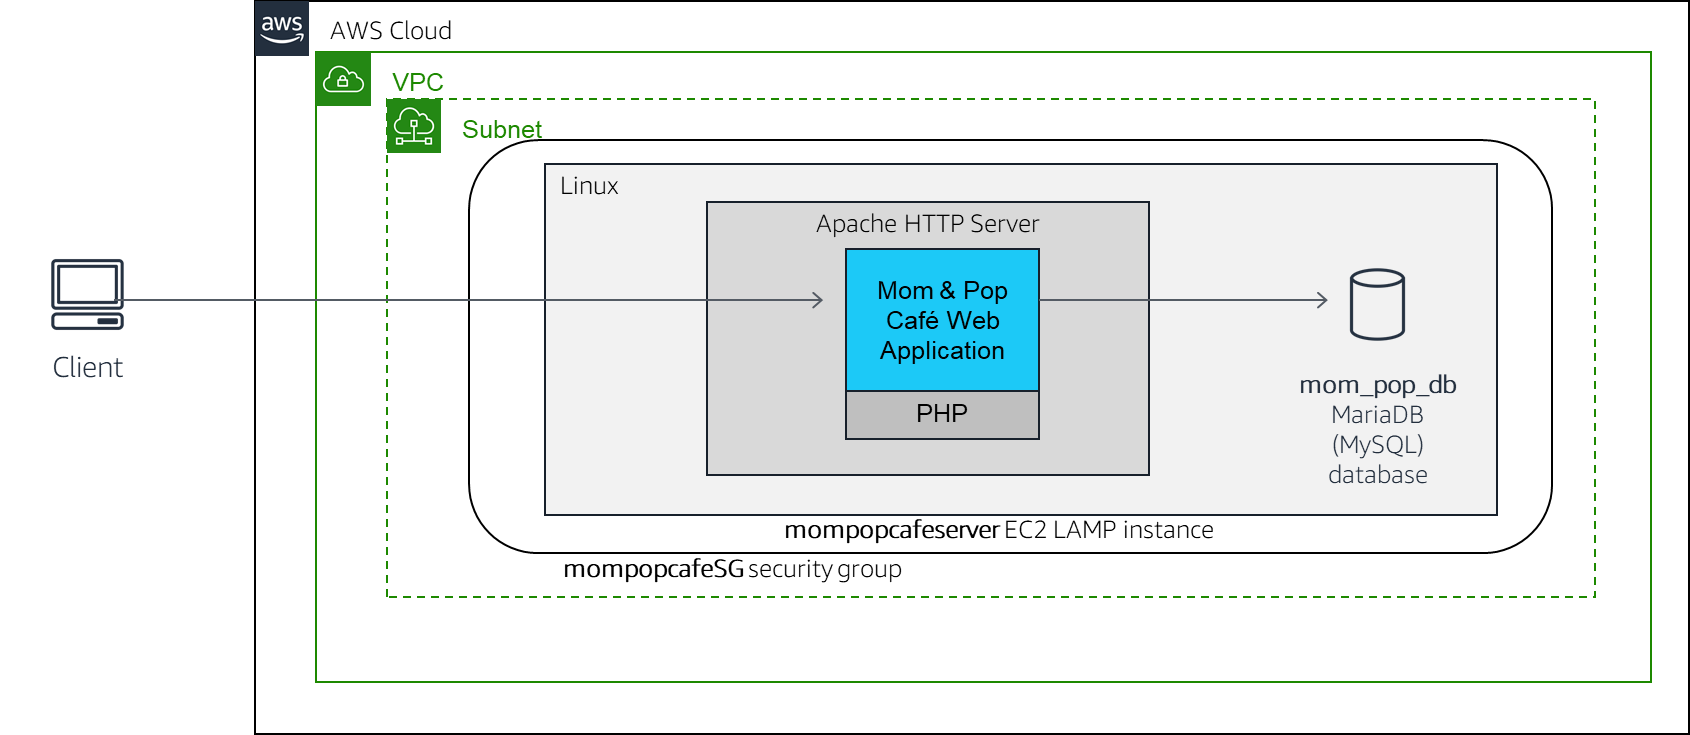 aws
AWS Cloud
VPC
Subnet
Linux
Apache HTTP Server
Mom & Pop
Café Web
Application
PHP
Client
mom_pop_db
MariaDB
(MySQL)
database
mompopcafeserver EC2 LAMP instance
mompopcafeSG security group